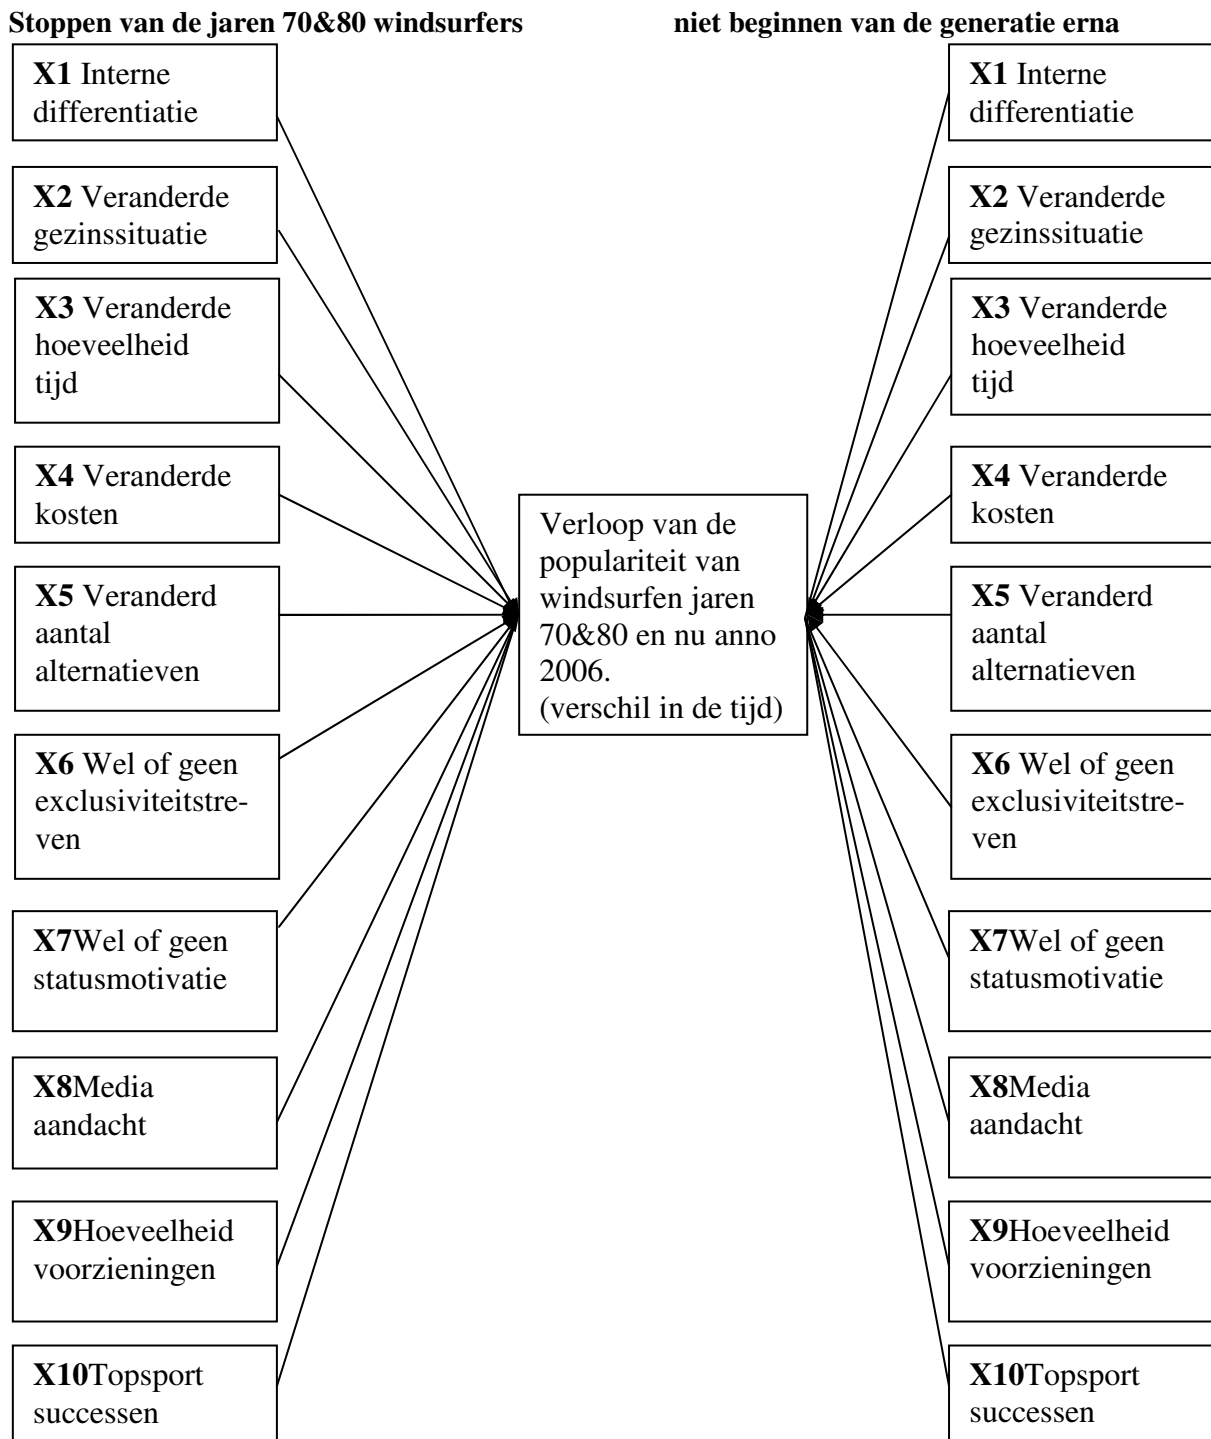 Stoppen van de jaren 70&80 windsurfers
X1 Interne
differentiatie
X2 Veranderde
gezinssituatie
X3 Veranderde
hoeveelheid
tijd
X4 Veranderde
kosten
X5 Veranderd
aantal
alternatieven
X6 Wel of geen
exclusiviteitstre-
ven
X7Wel of geen
statusmotivatie
X8Media
aandacht
X9Hoeveelheid
voorzieningen
X10Topsport
successen
Verloop van de
populariteit van
windsurfen jaren
70&80 en nu anno
2006.
(verschil in de tijd)
niet beginnen van de generatie erna
X1 Interne
differentiatie
X2 Veranderde
gezinssituatie
X3 Veranderde
hoeveelheid
tijd
X4 Veranderde
kosten
X5 Veranderd
aantal
alternatieven
X6 Wel of geen
exclusiviteitstre-
ven
X7Wel of geen
statusmotivatie
X8Media
aandacht
X9Hoeveelheid
voorzieningen
X10Topsport
successen